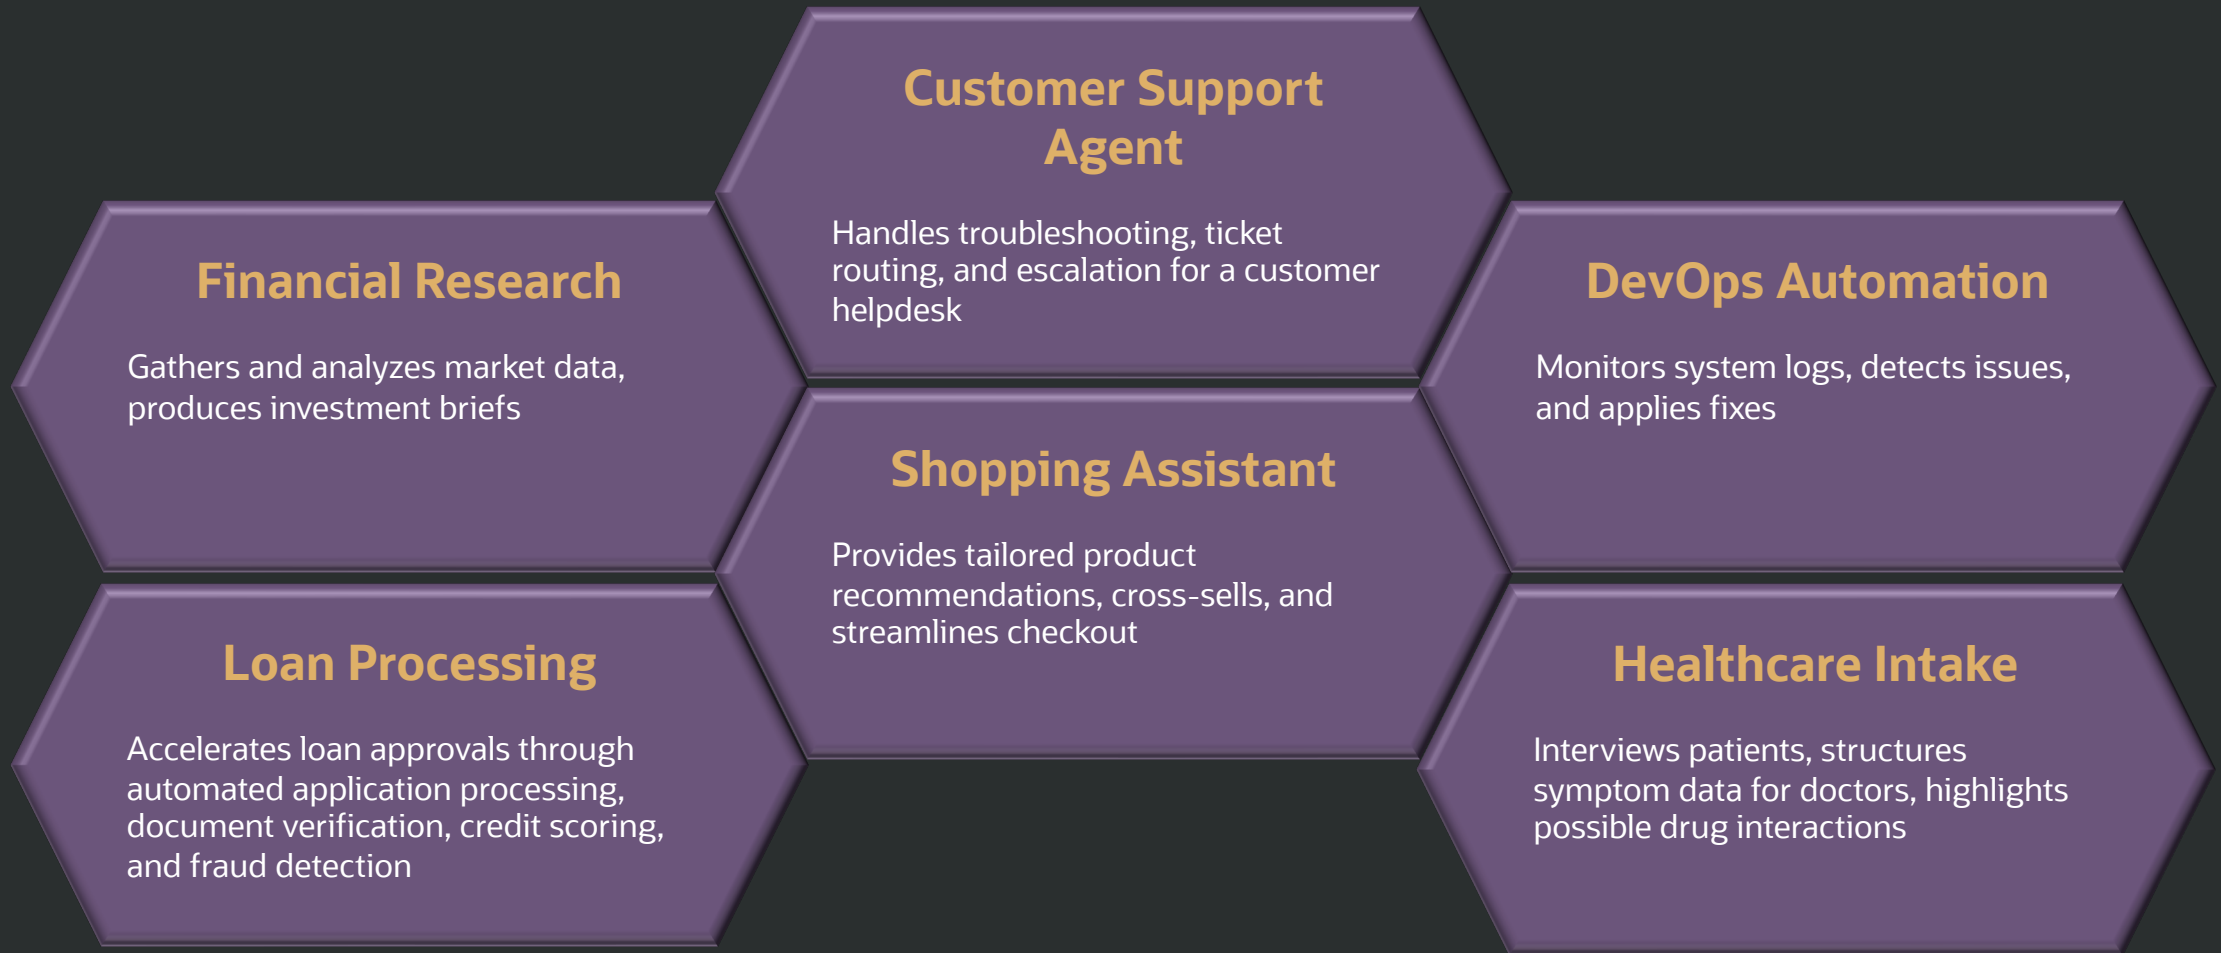 Customer Support
Agent
Handles troubleshooting, ticket
routing, and escalation for a customer
helpdesk
Financial Research
Gathers and analyzes market data,
produces investment briefs
DevOps Automation
Monitors system logs, detects issues,
and applies fixes
Shopping Assistant
Provides tailored product
recommendations, cross-sells, and
streamlines checkout
Loan Processing
Accelerates loan approvals through
automated application processing,
document verification, credit scoring,
and fraud detection
Healthcare Intake
Interviews patients, structures
symptom data for doctors, highlights
possible drug interactions